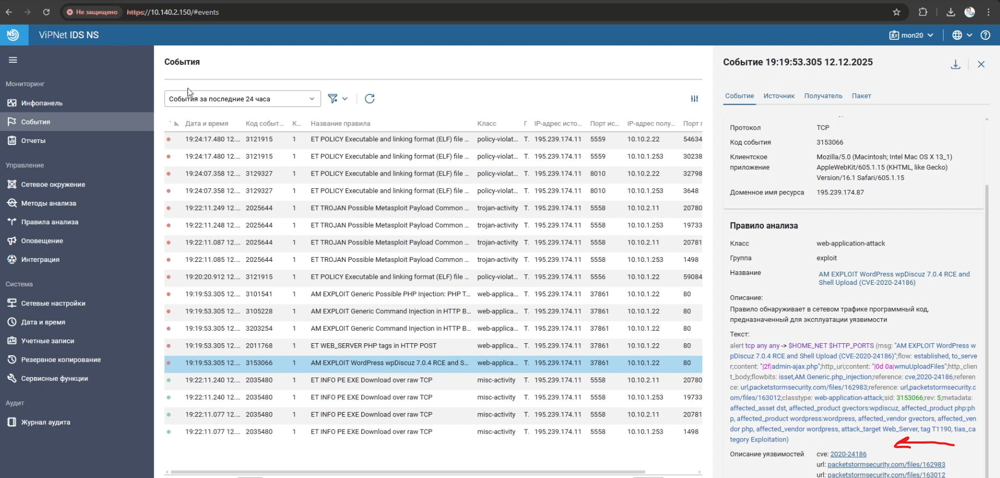 Не защищено https://10.140.2.150/#events
ViPNet IDS NS
mon20
Мониторинг
Инфопанель
События
Отчеты
Управление
Сетевое окружение
Методы анализа
Правила анализа
Оповещение
Интеграция
Система
Сетевые настройки
Дата и время
Учетные записи
Резервное копирование
Сервисные функции
Аудит
Журнал аудита
События
События за последние 24 часа
Дата и время Код событ... К... Название правила Класс IP-адрес исто... Порт ис... IP-адрес полу... Порт
19:24:17.480 12.... 3121915 1 ET POLICY Executable and linking format (ELF) file ... policy-violat... T. 195.239.174.11 5559 10.10.2.22 54634
19:24:17.480 12.... 3121915 1 ET POLICY Executable and linking format (ELF) file ... policy-violat... T. 195.239.174.11 5559 10.10.1.253 30238
19:24:07.358 12.... 3129327 1 ET POLICY Executable and linking format (ELF) file ... policy-violat... T. 195.239.174.11 8010 10.10.2.22 32798
19:24:07.358 12.... 3129327 1 ET POLICY Executable and linking format (ELF) file ... policy-violat... T. 195.239.174.11 8010 10.10.1.253 3648
19:22:11.249 12.... 2025644 1 ET TROJAN Possible Metasploit Payload Common ... trojan-activity T. 195.239.174.11 5558 10.10.2.11 20780
19:22:11.248 12.... 2025644 1 ET TROJAN Possible Metasploit Payload Common ... trojan-activity T. 195.239.174.11 5558 10.10.1.253 19733
19:22:11.087 12.... 2025644 1 ET TROJAN Possible Metasploit Payload Common ... trojan-activity T. 195.239.174.11 5558 10.10.2.11 20781
19:22:11.085 12.... 2025644 1 ET TROJAN Possible Metasploit Payload Common ... trojan-activity T. 195.239.174.11 5558 10.10.1.253 1498
19:20:20.912 12.... 3121915 1 ET POLICY Executable and linking format (ELF) file ... policy-violat... T. 195.239.174.11 5556 10.10.1.22 59084
19:19:53.305 12.... 3101541 1 AM EXPLOIT Generic Possible PHP Injection: PHP T... web-applica... T. 195.239.174.11 37861 10.10.1.22 80
19:19:53.305 12.... 3105228 1 AM EXPLOIT Generic Command Injection in HTTP B... web-applica... T. 195.239.174.11 37861 10.10.1.22 80
19:19:53.305 12.... 3203254 1 AM EXPLOIT Generic Command Injection in HTTP B... web-applica... T. 195.239.174.11 37861 10.10.1.22 80
19:19:53.305 12.... 2011768 1 ET WEB_SERVER PHP tags in HTTP POST web-applica... T. 195.239.174.11 37861 10.10.1.22 80
19:19:53.305 12.... 3153066 1 AM EXPLOIT WordPress wpDiscuz 7.0.4 RCE and S... web-applica... T. 195.239.174.11 37861 10.10.1.22 80
19:22:11.240 12.... 2035480 1 ET INFO PE EXE Download over raw TCP misc-activity T. 195.239.174.11 5558 10.10.2.11 20780
19:22:11.240 12.... 2035480 1 ET INFO PE EXE Download over raw TCP misc-activity T. 195.239.174.11 5558 10.10.1.253 19733
19:22:11.077 12.... 2035480 1 ET INFO PE EXE Download over raw TCP misc-activity T. 195.239.174.11 5558 10.10.2.11 20781
19:22:11.077 12.... 2035480 1 ET INFO PE EXE Download over raw TCP misc-activity T. 195.239.174.11 5558 10.10.1.253 1498
Событие 19:19:53.305 12.12.2025
Событие Источник Получатель Пакет
Протокол TCP
Код события 3153066
Клиентское приложение Mozilla/5.0 (Macintosh; Intel Mac OS X 13_1)
AppleWebKit/605.1.15 (KHTML, like Gecko)
Version/16.1 Safari/605.1.15
Доменное имя ресурса 195.239.174.87
Правило анализа
Класс web-application-attack
Группа exploit
Название AM EXPLOIT WordPress wpDiscuz 7.0.4 RCE and
Shell Upload (CVE-2020-24186)
Описание:
Правило обнаруживает в сетевом трафике программный код,
предназначенный для эксплуатации уязвимости
Текст:
alert tcp any any -> $HOME_NET $HTTP_PORTS (msg: "AM EXPLOIT WordPress w
pDiscuz 7.0.4 RCE and Shell Upload (CVE-2020-24186)";flow: established, to_serve
r;content: "|2f|admin-ajax.php";http_uri;content: "|0d 0a|wmuUploadFiles";http_clien
t_body;flowbits: isset,AM.Generic.php_injection;reference: cve,2020-24186;referen
ce: url,packetstormsecurity.com/files/162983;reference: url,packetstormsecurity.c
om/files/163012;classtype: web-application-attack;sid: 3153066;rev: 5;metadata:
affected_asset dst, affected_product gvectors:wpdiscuz, affected_product php:ph
p, affected_product wordpress:wordpress, affected_vendor gvectors, affected_ven
dor php, affected_vendor wordpress, attack_target Web_Server, tag T1190, tias_ca
tegory Exploitation)
Описание уязвимостей cve: 2020-24186
url: packetstormsecurity.com/files/162983
url: packetstormsecurity.com/files/163012